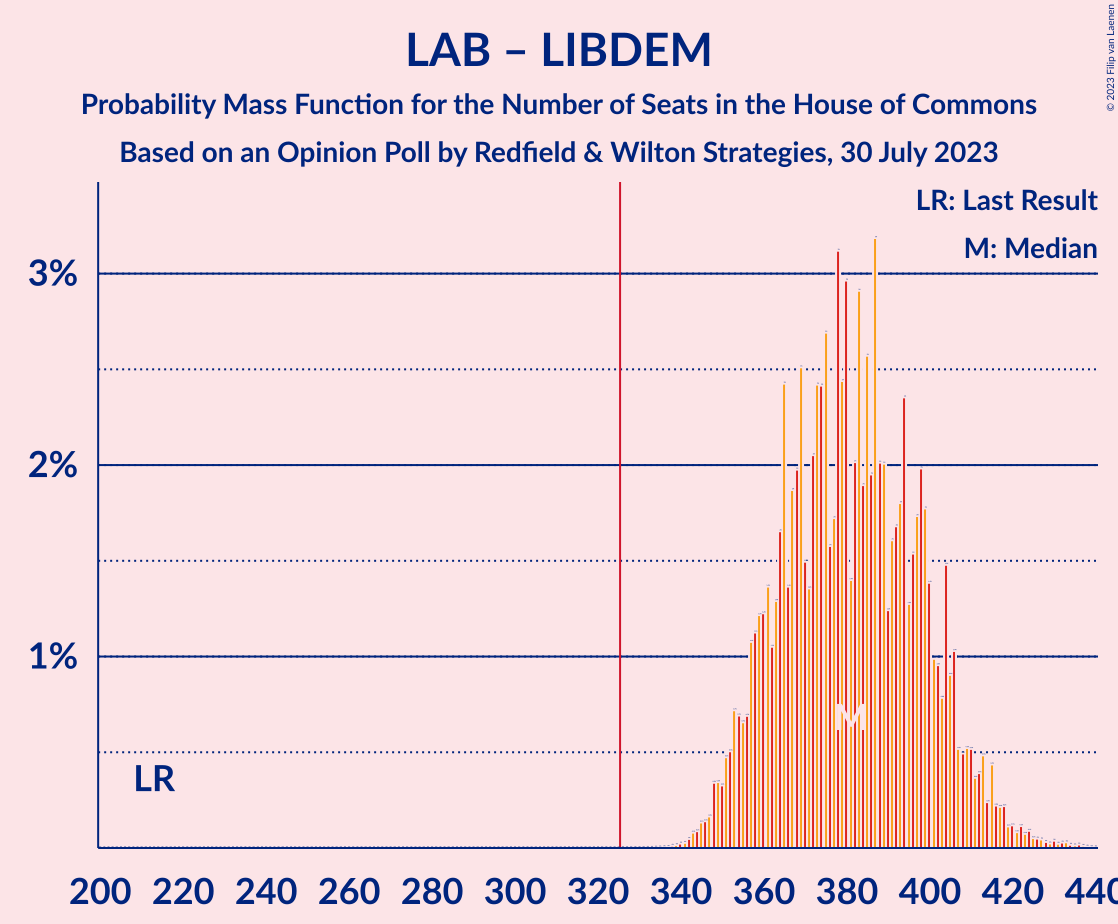 LAB – LIBDEM
Probability Mass Function for the Number of Seats in the House of Commons
Based on an Opinion Poll by Redfield & Wilton Strategies, 30 July 2023
© 2023 Filip van Laenen
LR: Last Result
M: Median
3%
2%
1%
M
LR
200 220 240 260 280 300 320 340 360 380 400 420 440